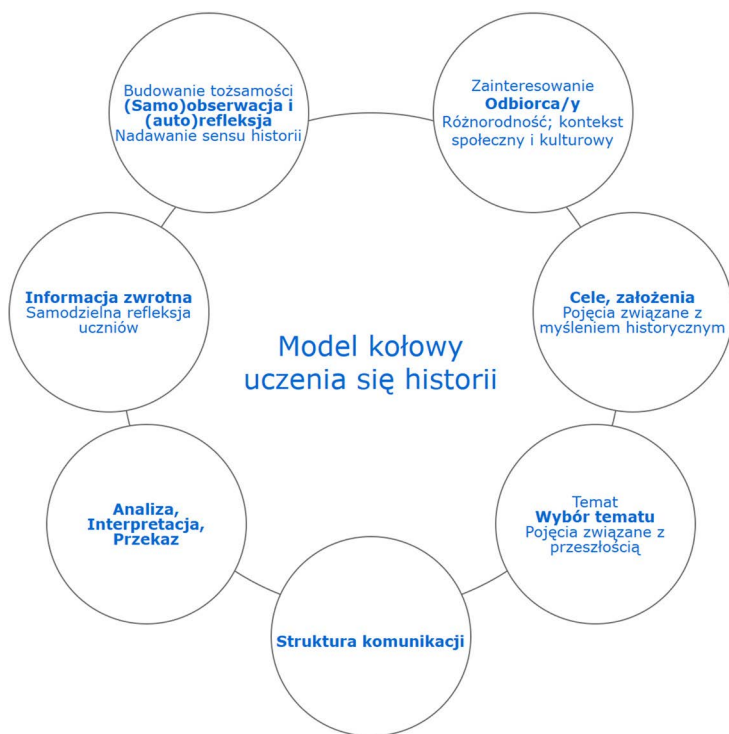 Budowanie tożsamości
(Samo)obserwacja i
(auto)refleksja
Nadawanie sensu historii
Zainteresowanie
Odbiorca/y
Różnorodność; kontekst
społeczny i kulturowy
Informacja zwrotna
Samodzielna refleksja
uczniów
Cele, założenia
Pojęcia związane z
myśleniem historycznym
Model kołowy
uczenia się historii
Analiza,
Interpretacja,
Przekaz
Temat
Wybór tematu
Pojęcia związane z
przeszłością
Struktura komunikacji